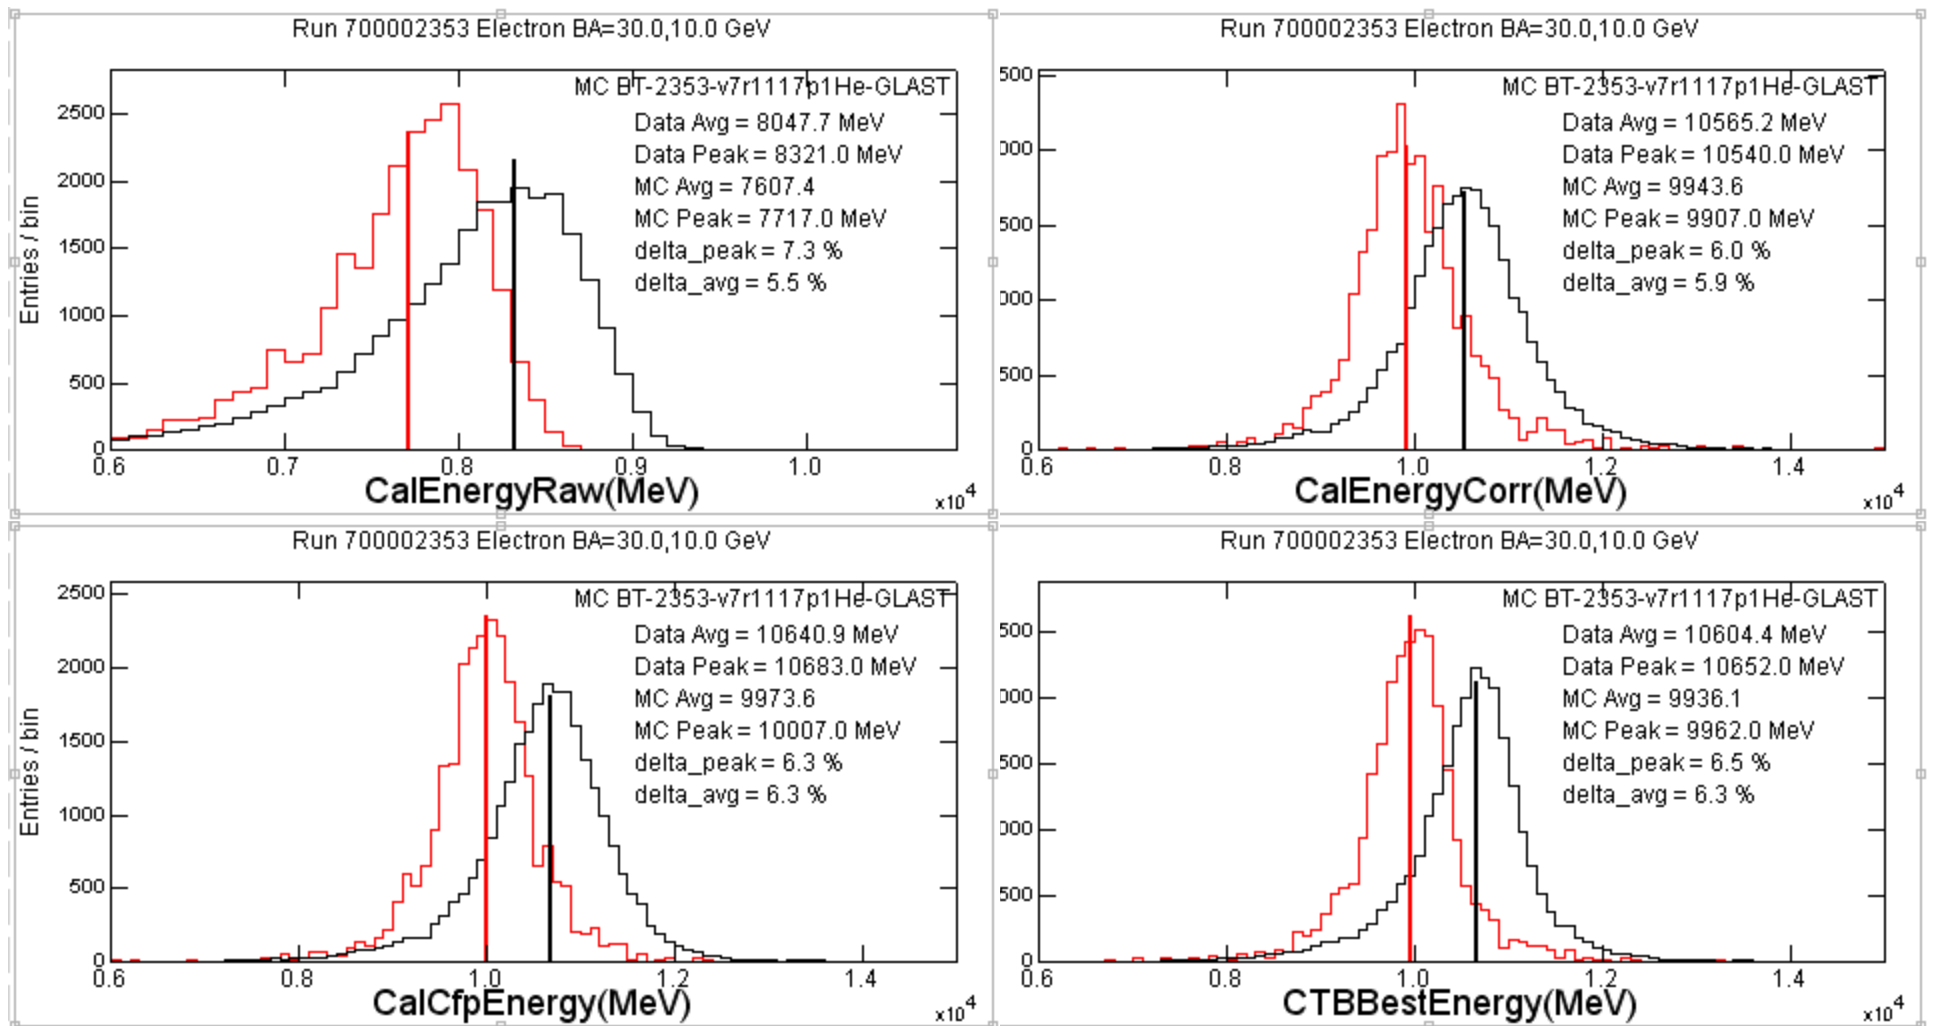 Run 700002353 Electron BA=30.0,10.0 GeV
MC BT-2353-v7r1117p1He-GLAST
Data Avg = 8047.7 MeV
Data Peak = 8321.0 MeV
MC Avg = 7607.4
MC Peak = 7717.0 MeV
delta_peak = 7.3 %
delta_avg = 5.5 %
Entries / bin
2500
2000
1500
1000
500
0
0.6 0.7 0.8 0.9 1.0
CalEnergyRaw(MeV)
x10^4
Run 700002353 Electron BA=30.0,10.0 GeV
MC BT-2353-v7r1117p1He-GLAST
Data Avg = 10565.2 MeV
Data Peak = 10540.0 MeV
MC Avg = 9943.6
MC Peak = 9907.0 MeV
delta_peak = 6.0 %
delta_avg = 5.9 %
500
000
500
000
500
0
0.6 0.8 1.0 1.2 1.4
CalEnergyCorr(MeV)
x10^4
Run 700002353 Electron BA=30.0,10.0 GeV
MC BT-2353-v7r1117p1He-GLAST
Data Avg = 10640.9 MeV
Data Peak = 10683.0 MeV
MC Avg = 9973.6
MC Peak = 10007.0 MeV
delta_peak = 6.3 %
delta_avg = 6.3 %
Entries / bin
2500
2000
1500
1000
500
0
0.6 0.8 1.0 1.2 1.4
CalCfpEnergy(MeV)
x10^4
Run 700002353 Electron BA=30.0,10.0 GeV
MC BT-2353-v7r1117p1He-GLAST
Data Avg = 10604.4 MeV
Data Peak = 10652.0 MeV
MC Avg = 9936.1
MC Peak = 9962.0 MeV
delta_peak = 6.5 %
delta_avg = 6.3 %
500
000
500
000
500
0
0.6 0.8 1.0 1.2 1.4
CTBBestEnergy(MeV)
x10^4